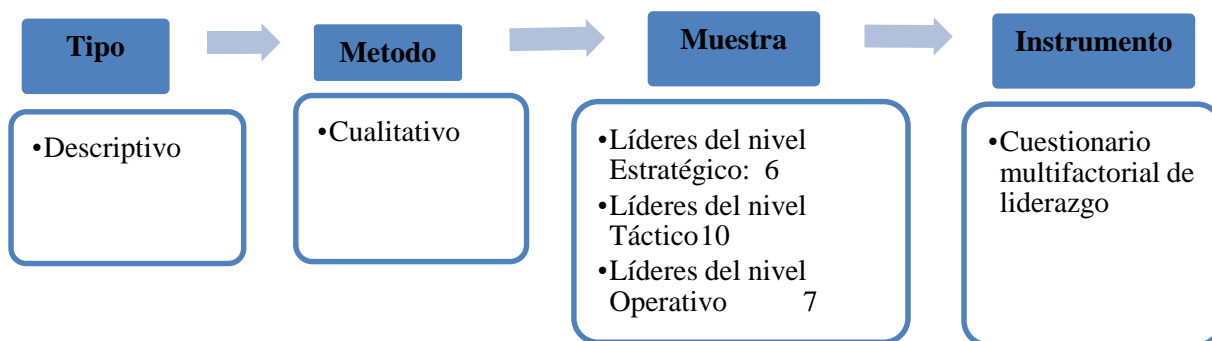 Tipo
•Descriptivo
Metodo
•Cualitativo
Muestra
•Líderes del nivel
Estratégico: 6
•Líderes del nivel
Táctico10
•Líderes del nivel
Operativo 7
Instrumento
•Cuestionario
multifactorial de
liderazgo